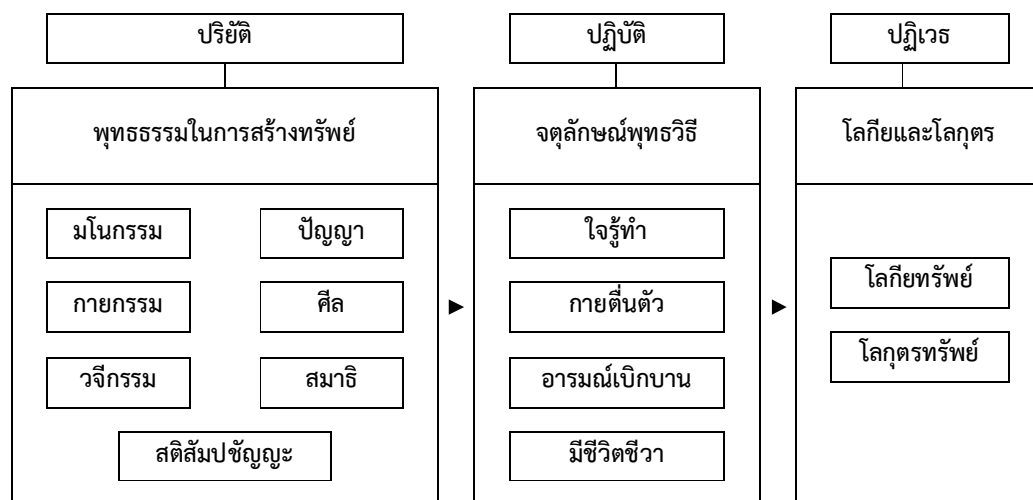 ปริยัติ
ปฏิบัติ
ปฏิเวธ
พุทธธรรมในการสร้างทรัพย์
จตุลักษณ์พุทธวิธี
โลกียและโลกุตร
มโนกรรม
ปัญญา
กายกรรม
ศีล
วจีกรรม
สมาธิ
สติสัมปชัญญะ
ใจรู้ทำ
กายตื่นตัว
อารมณ์เบิกบาน
มีชีวิตชีวา
โลกียทรัพย์
โลกุตรทรัพย์